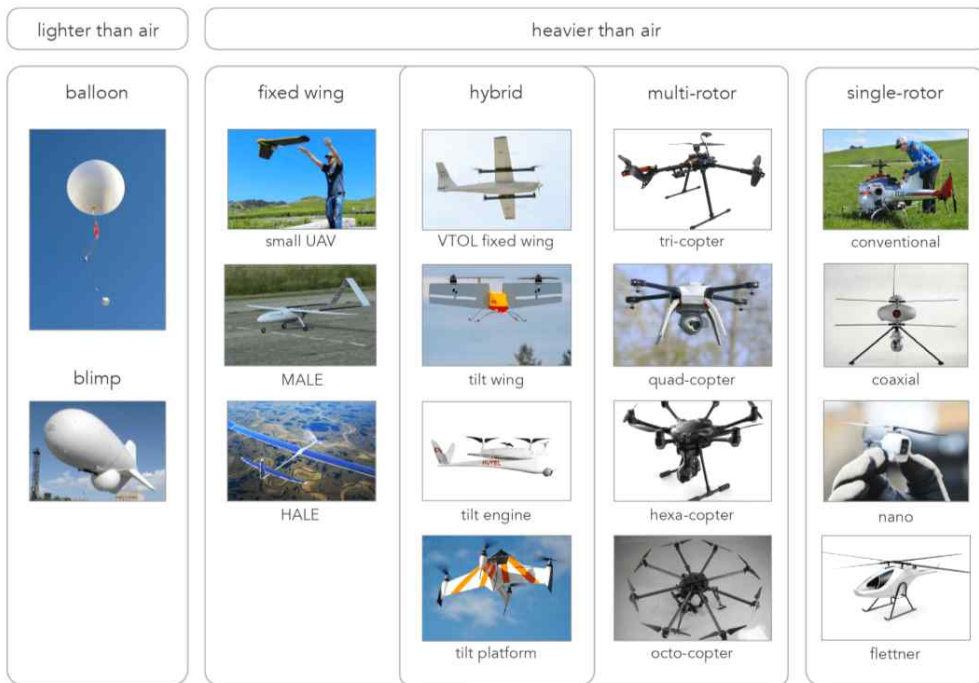 lighter than air
heavier than air
balloon
blimp
fixed wing
small UAV
MALE
HALE
hybrid
VTOL fixed wing
tilt wing
tilt engine
tilt platform
multi-rotor
tri-copter
quad-copter
hexa-copter
octo-copter
single-rotor
conventional
coaxial
nano
flettner